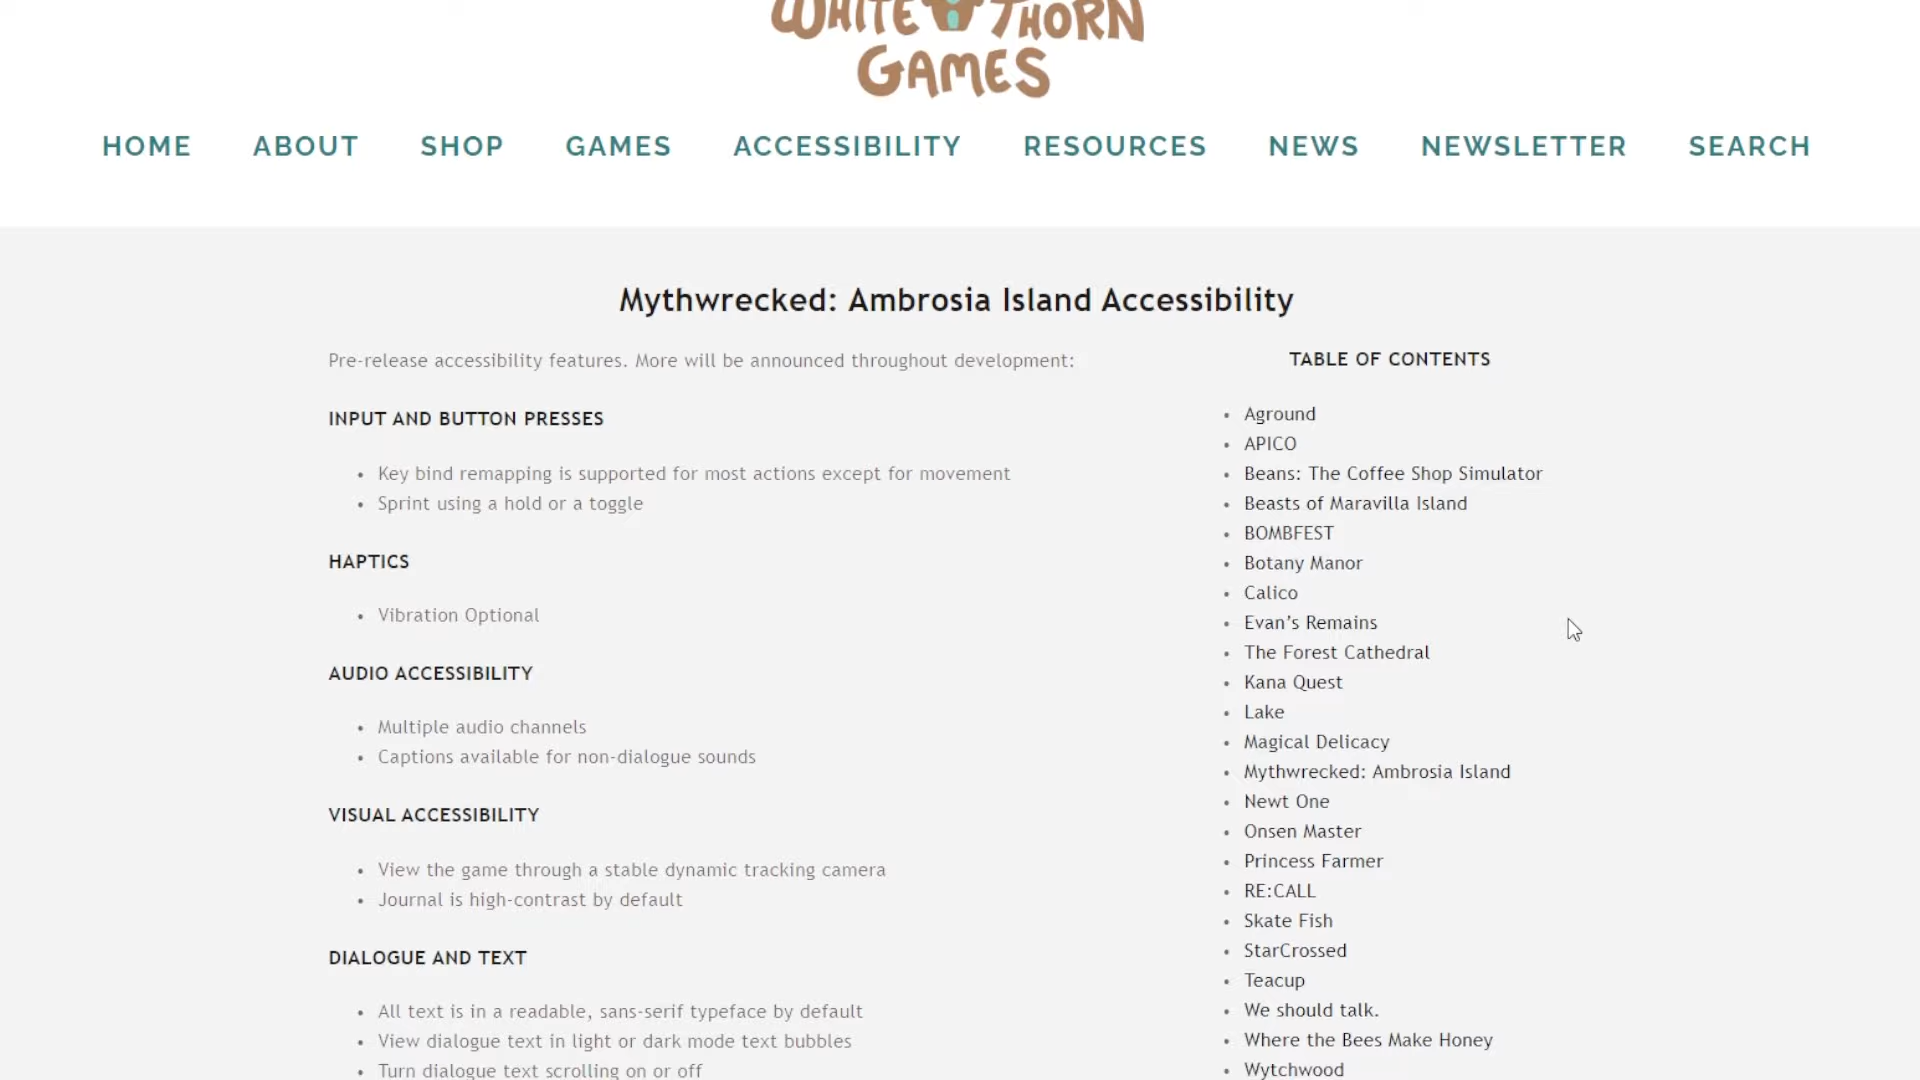 WHITE THORN
GAMES
HOME ABOUT SHOP GAMES ACCESSIBILITY RESOURCES NEWS NEWSLETTER SEARCH
Mythwrecked: Ambrosia Island Accessibility
Pre-release accessibility features. More will be announced throughout development:
INPUT AND BUTTON PRESSES
• Key bind remapping is supported for most actions except for movement
• Sprint using a hold or a toggle
HAPTICS
• Vibration Optional
AUDIO ACCESSIBILITY
• Multiple audio channels
• Captions available for non-dialogue sounds
VISUAL ACCESSIBILITY
• View the game through a stable dynamic tracking camera
• Journal is high-contrast by default
DIALOGUE AND TEXT
• All text is in a readable, sans-serif typeface by default
• View dialogue text in light or dark mode text bubbles
• Turn dialogue text scrolling on or off
TABLE OF CONTENTS
• Aground
• APICO
• Beans: The Coffee Shop Simulator
• Beasts of Maravilla Island
• BOMBFEST
• Botany Manor
• Calico
• Evan’s Remains
• The Forest Cathedral
• Kana Quest
• Lake
• Magical Delicacy
• Mythwrecked: Ambrosia Island
• Newt One
• Onsen Master
• Princess Farmer
• RE:CALL
• Skate Fish
• StarCrossed
• Teacup
• We should talk.
• Where the Bees Make Honey
• Wytchwood